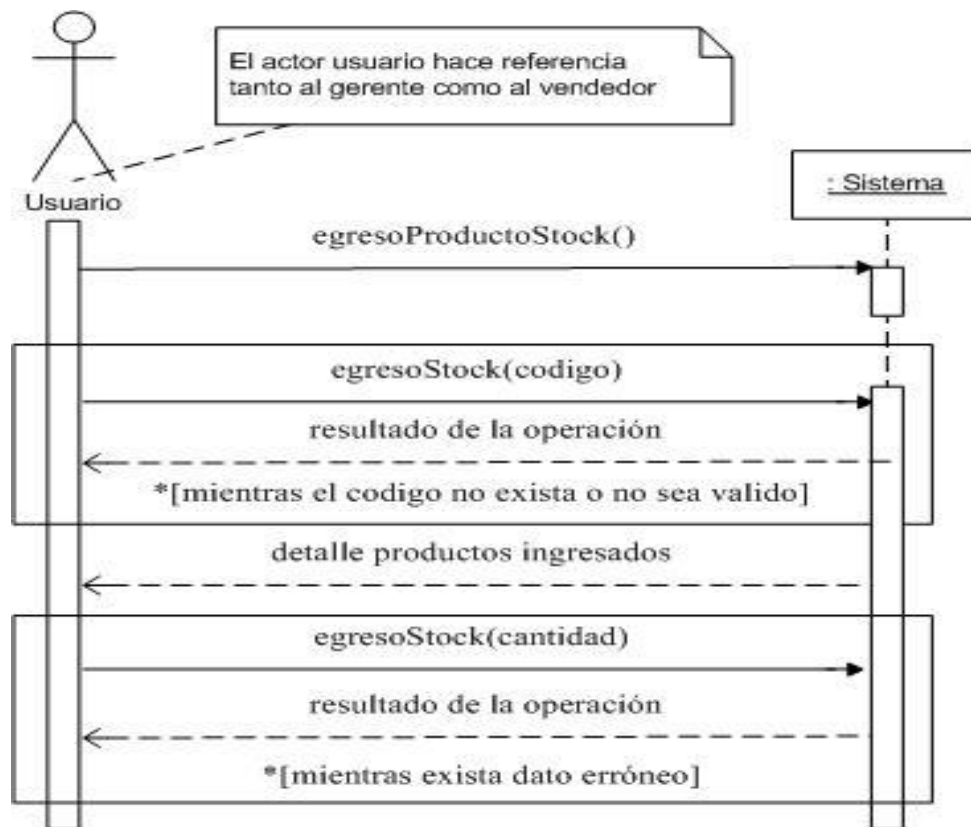 El actor usuario hace referencia
tanto al gerente como al vendedor
: Sistema
Usuario
egresoProductoStock()
egresoStock(codigo)
resultado de la operación
*[mientras el codigo no exista o no sea valido]
detalle productos ingresados
egresoStock(cantidad)
resultado de la operación
*[mientras exista dato erróneo]